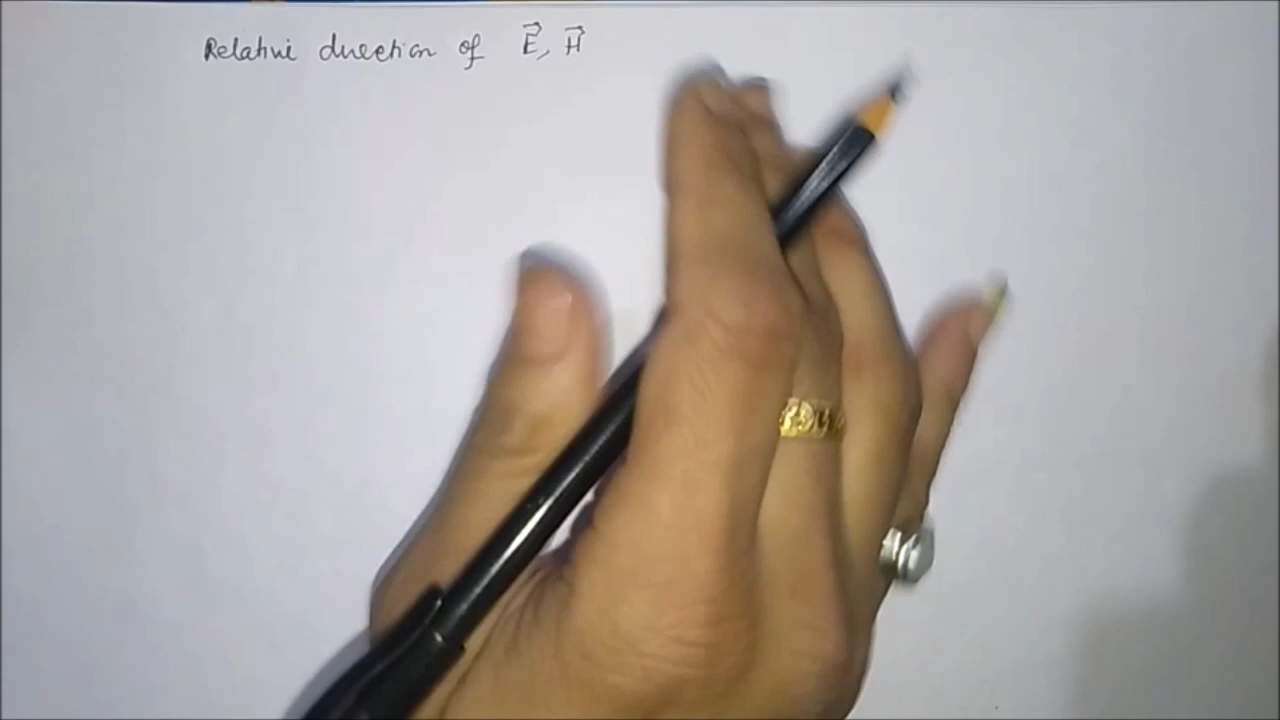 Relative direction of E⃗, H⃗